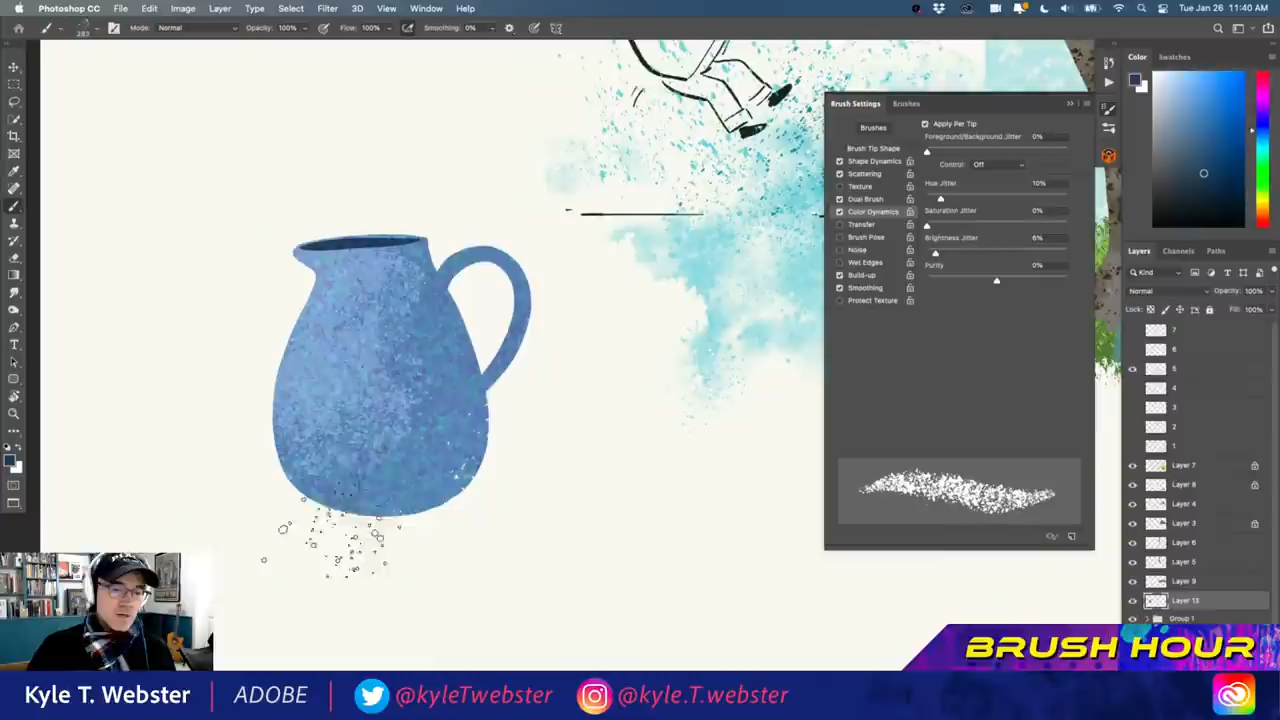 Photoshop CC File Edit Image Layer Type Select Filter 3D View Window Help
Tue Jan 26 11:40 AM
283 Mode: Normal Opacity: 100% Flow: 100% Smoothing: 0%
Color Swatches
Brush Settings Brushes
Brushes
Brush Tip Shape
Shape Dynamics
Scattering
Texture
Dual Brush
Color Dynamics
Transfer
Brush Pose
Noise
Wet Edges
Build-up
Smoothing
Protect Texture
Apply Per Tip
Foreground/Background Jitter 0%
Control: Off
Hue Jitter 10%
Saturation Jitter 0%
Brightness Jitter 6%
Purity 0%
Layers Channels Paths
Kind
Normal Opacity: 100%
Lock: Fill: 100%
7
6
5
4
3
2
1
Layer 7
Layer 8
Layer 4
Layer 3
Layer 6
Layer 5
Layer 9
Layer 13
Group 1
BRUSH HOUR
Kyle T. Webster | ADOBE | @kyleTwebster @kyle.T.webster